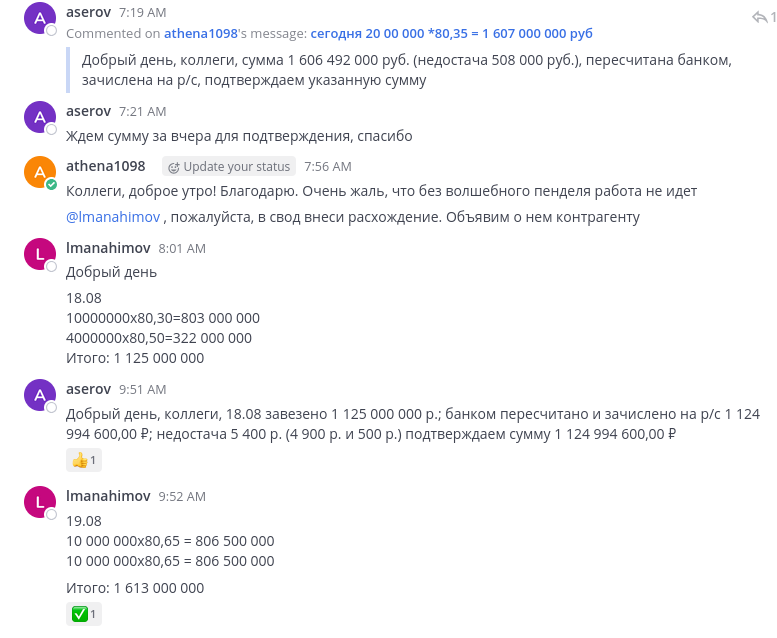 aserov 7:19 AM
1
Commented on athena1098's message: сегодня 20 00 000 *80,35 = 1 607 000 000 руб
Добрый день, коллеги, сумма 1 606 492 000 руб. (недостача 508 000 руб.), пересчитана банком,
зачислена на р/с, подтверждаем указанную сумму
A
aserov 7:21 AM
Ждем сумму за вчера для подтверждения, спасибо
A
athena1098 Update your status 7:56 AM
Коллеги, доброе утро! Благодарю. Очень жаль, что без волшебного пенделя работа не идет
@lmanahimov , пожалуйста, в свод внеси расхождение. Объявим о нем контрагенту
A
lmanahimov 8:01 AM
Добрый день
L
18.08
10000000x80,30=803 000 000
4000000x80,50=322 000 000
Итого: 1 125 000 000
A
aserov 9:51 AM
Добрый день, коллеги, 18.08 завезено 1 125 000 000 р.; банком пересчитано и зачислено на р/с 1 124
994 600,00 ₽; недостача 5 400 р. (4 900 р. и 500 р.) подтверждаем сумму 1 124 994 600,00 ₽
1
L
lmanahimov 9:52 AM
19.08
10 000 000x80,65 = 806 500 000
10 000 000x80,65 = 806 500 000
Итого: 1 613 000 000
1